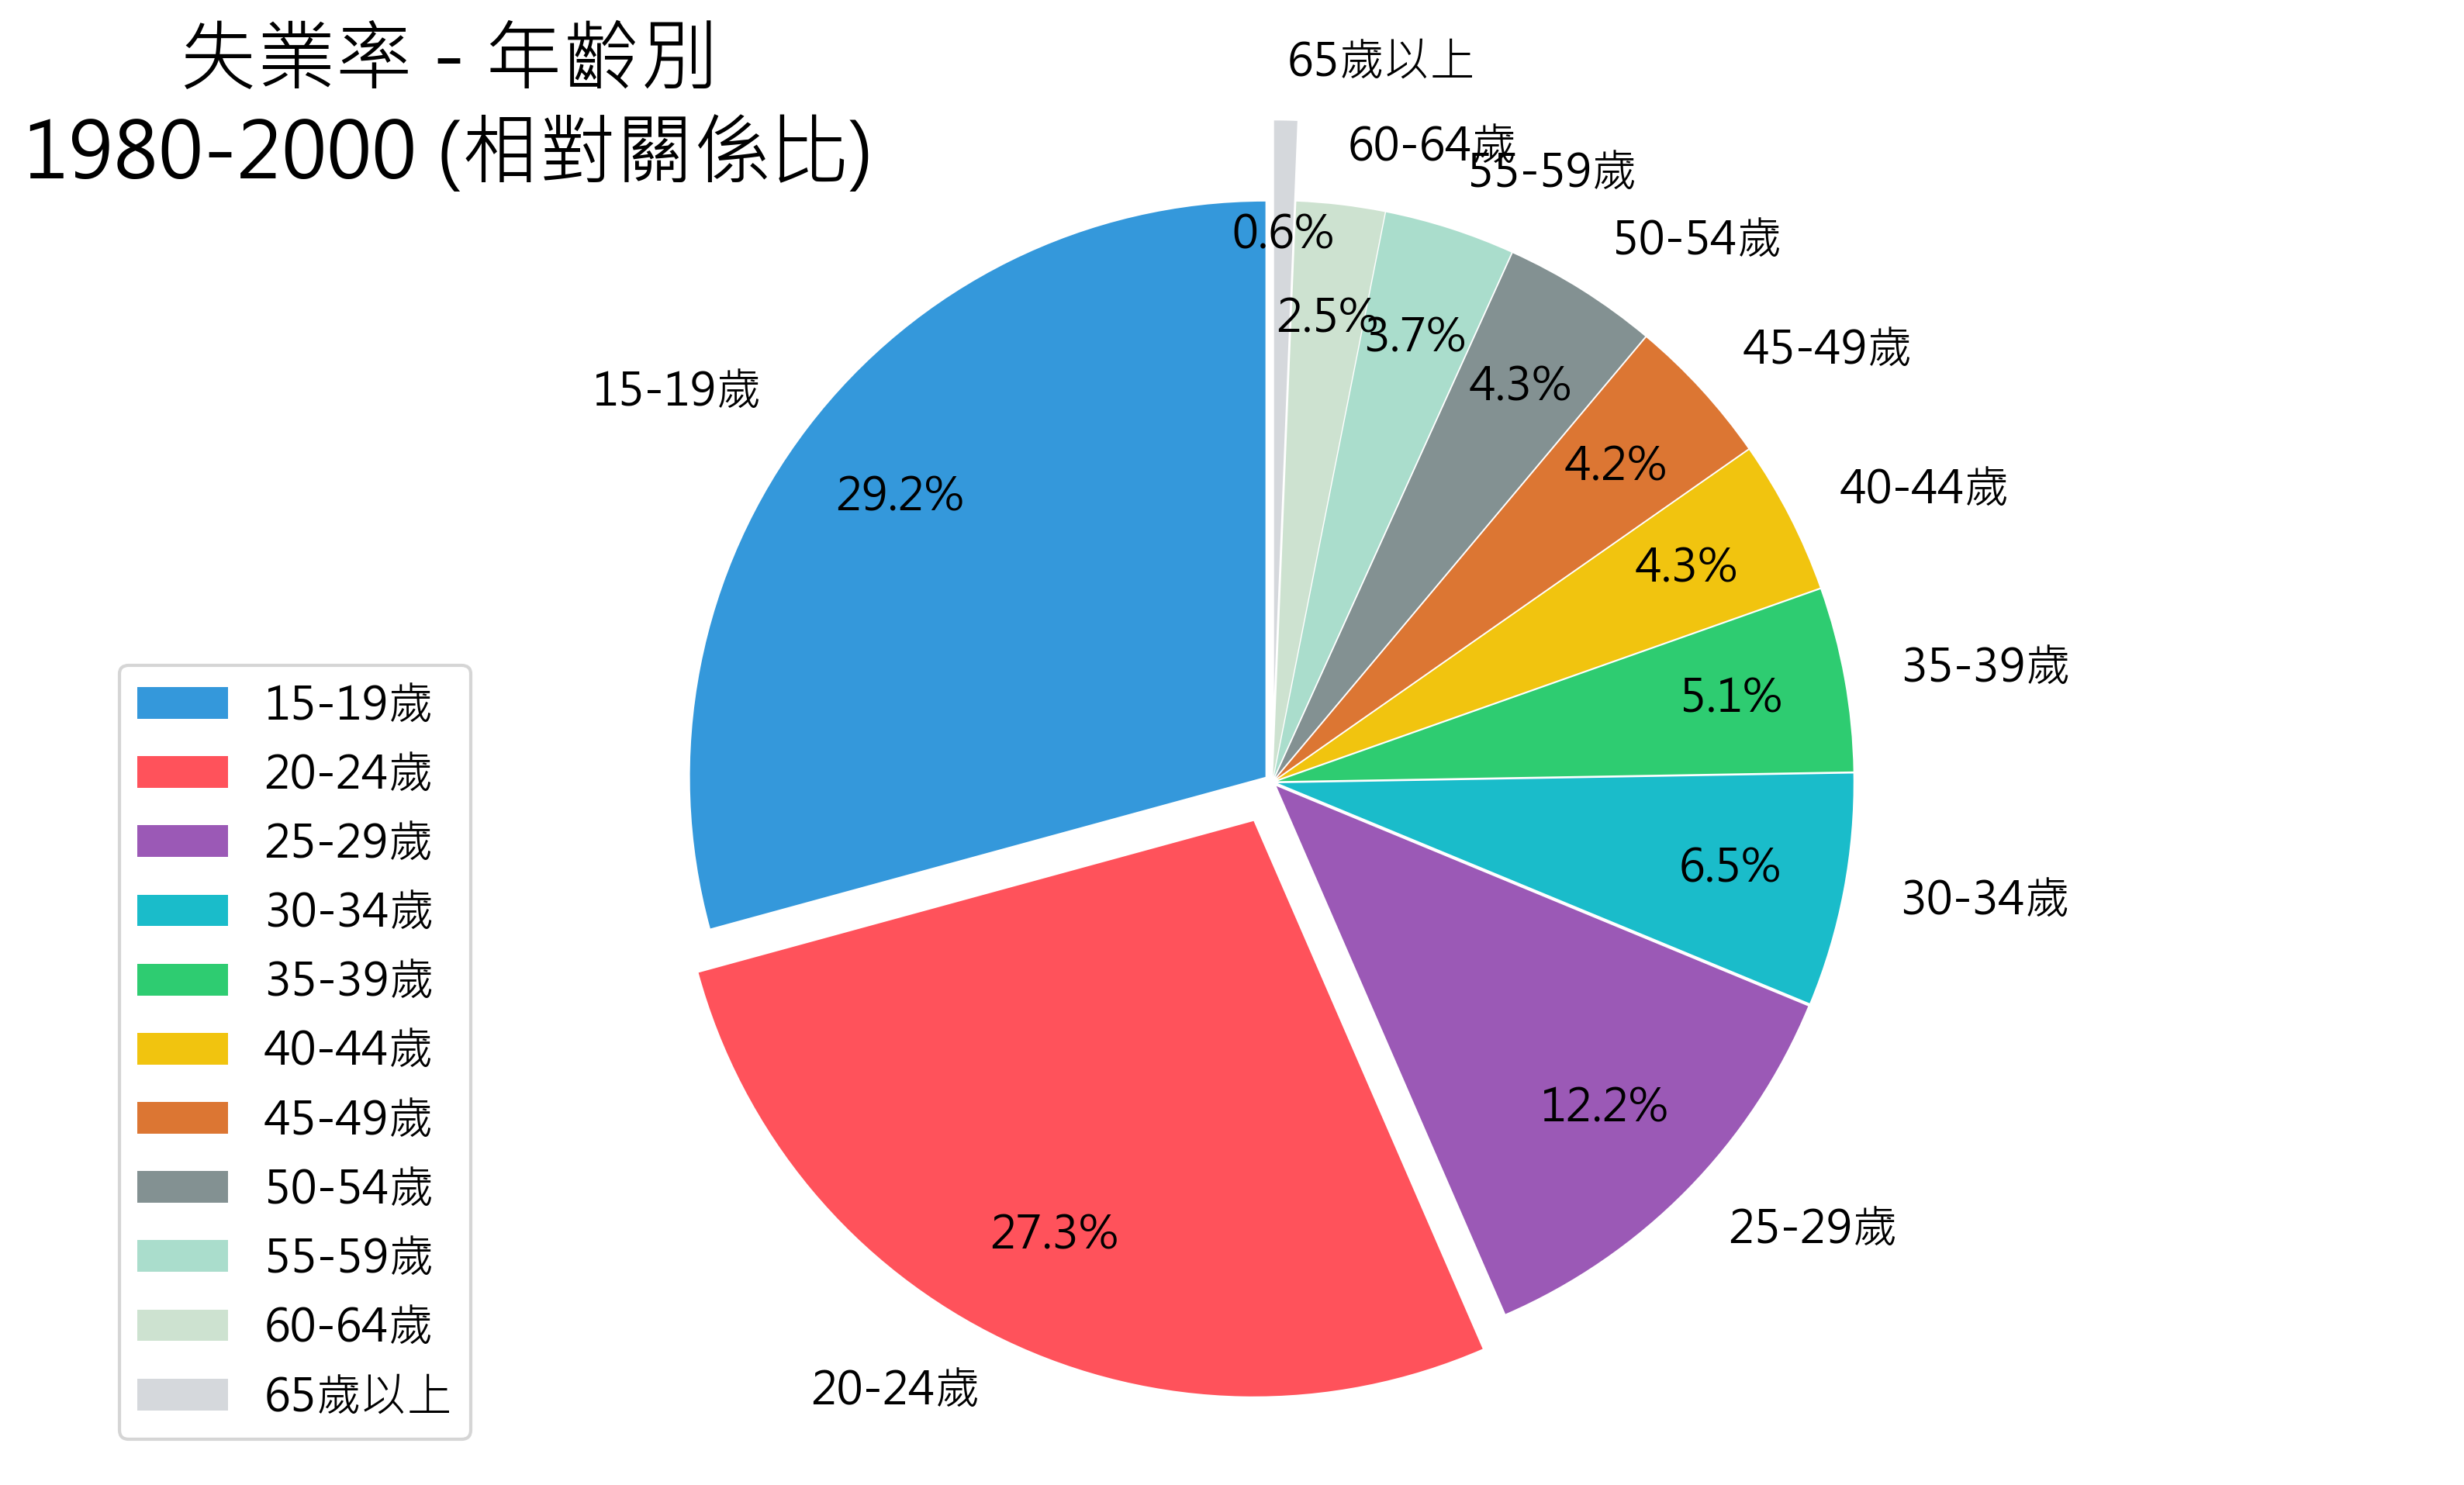 失業率 - 年齡別
1980-2000 (相對關係比)
65歲以上
60-64歲
55-59歲
50-54歲
45-49歲
40-44歲
35-39歲
30-34歲
25-29歲
20-24歲
15-19歲
0.6%
2.5%
3.7%
4.3%
4.2%
4.3%
5.1%
6.5%
12.2%
27.3%
29.2%
15-19歲
20-24歲
25-29歲
30-34歲
35-39歲
40-44歲
45-49歲
50-54歲
55-59歲
60-64歲
65歲以上